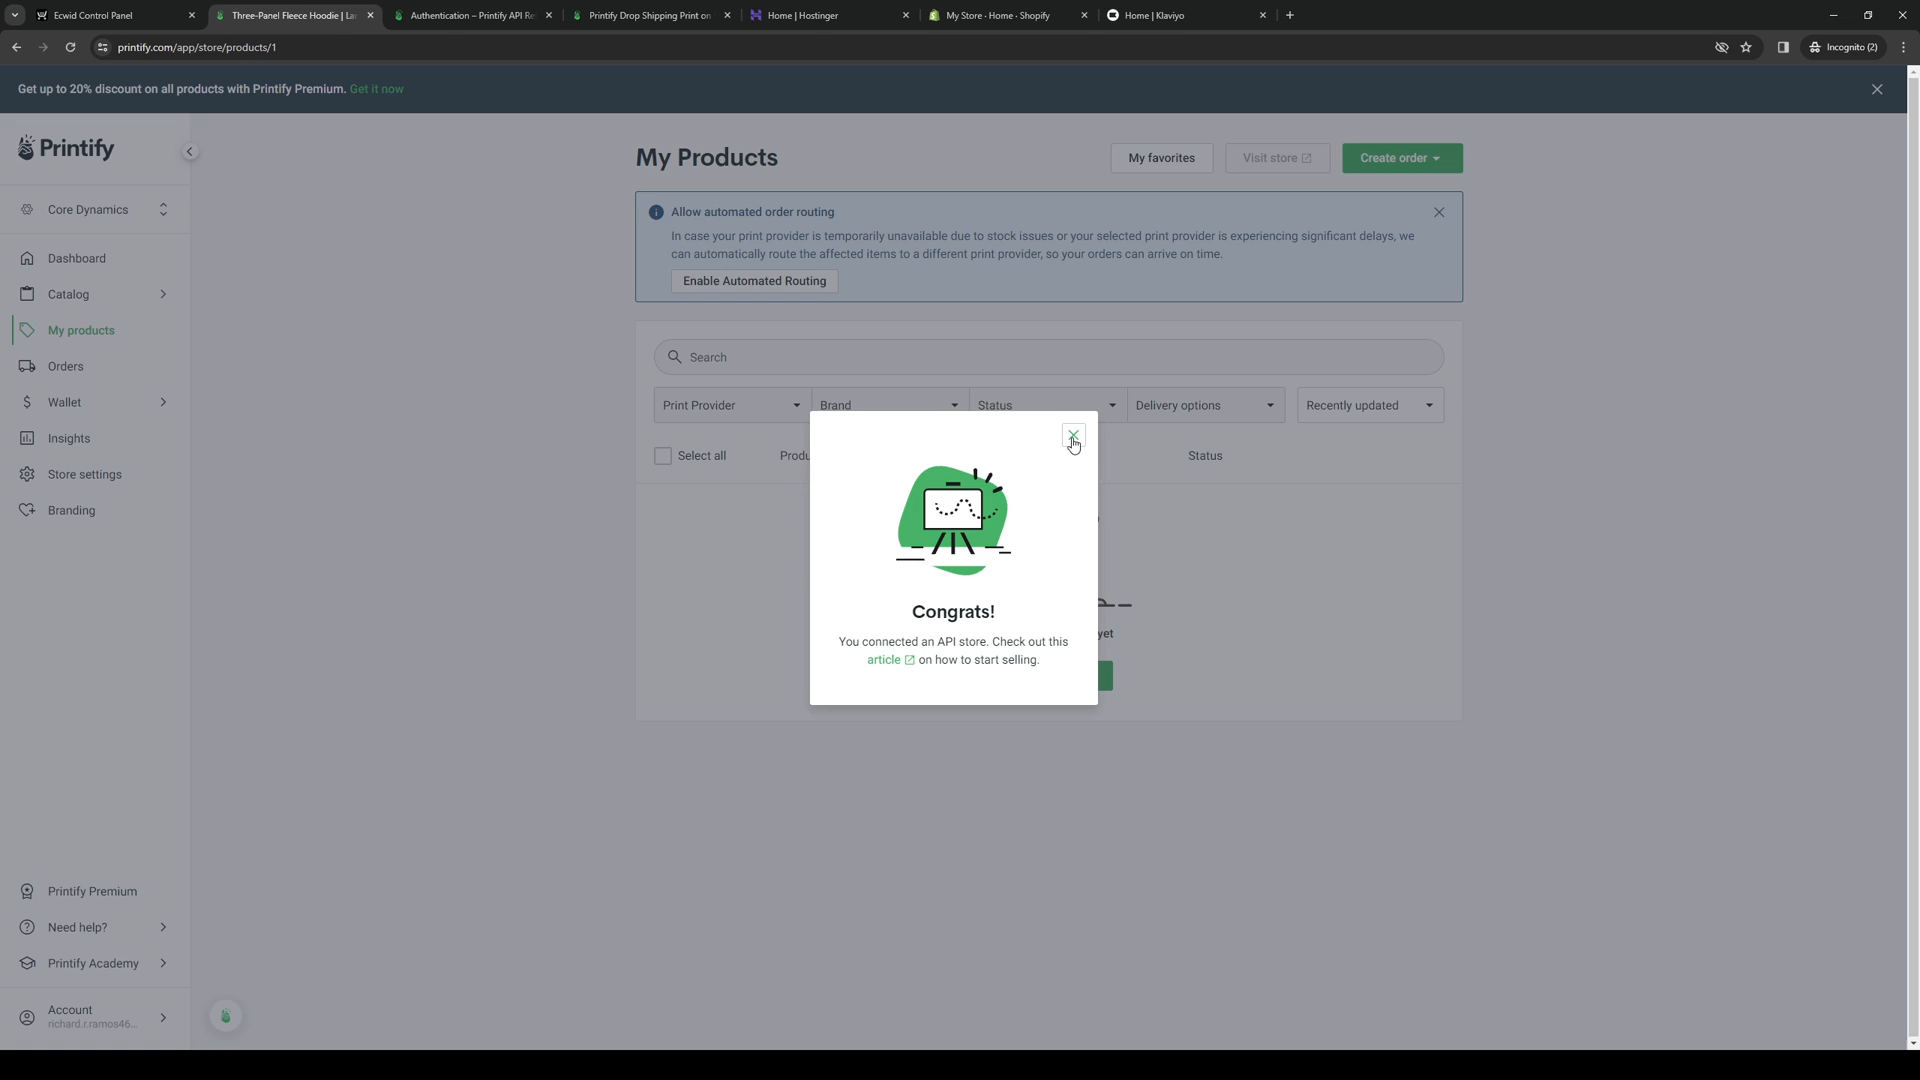 Ecwid Control Panel
Three-Panel Fleece Hoodie | La
Authentication – Printify API Re
Printify Drop Shipping Print on
Home | Hostinger
My Store · Home · Shopify
Home | Klaviyo
printify.com/app/store/products/1
Incognito (2)
Get up to 20% discount on all products with Printify Premium. Get it now
Printify
My Products
My favorites
Visit store
Create order
Core Dynamics
Allow automated order routing
In case your print provider is temporarily unavailable due to stock issues or your selected print provider is experiencing significant delays, we
can automatically route the affected items to a different print provider, so your orders can arrive on time.
Enable Automated Routing
Dashboard
Catalog
My products
Orders
Wallet
Insights
Store settings
Branding
Search
Print Provider
Brand
Status
Delivery options
Recently updated
Select all
Produ
Status
yet
Congrats!
You connected an API store. Check out this
article on how to start selling.
Printify Premium
Need help?
Printify Academy
Account
richard.r.ramos46...